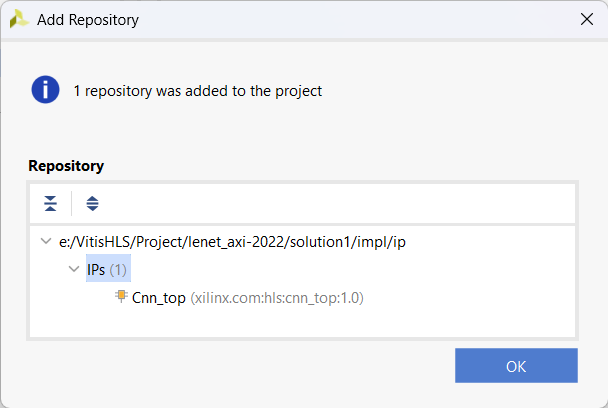 Add Repository
1 repository was added to the project
Repository
e:/VitisHLS/Project/lenet_axi-2022/solution1/impl/ip
IPs (1)
Cnn_top (xilinx.com:hls:cnn_top:1.0)
OK